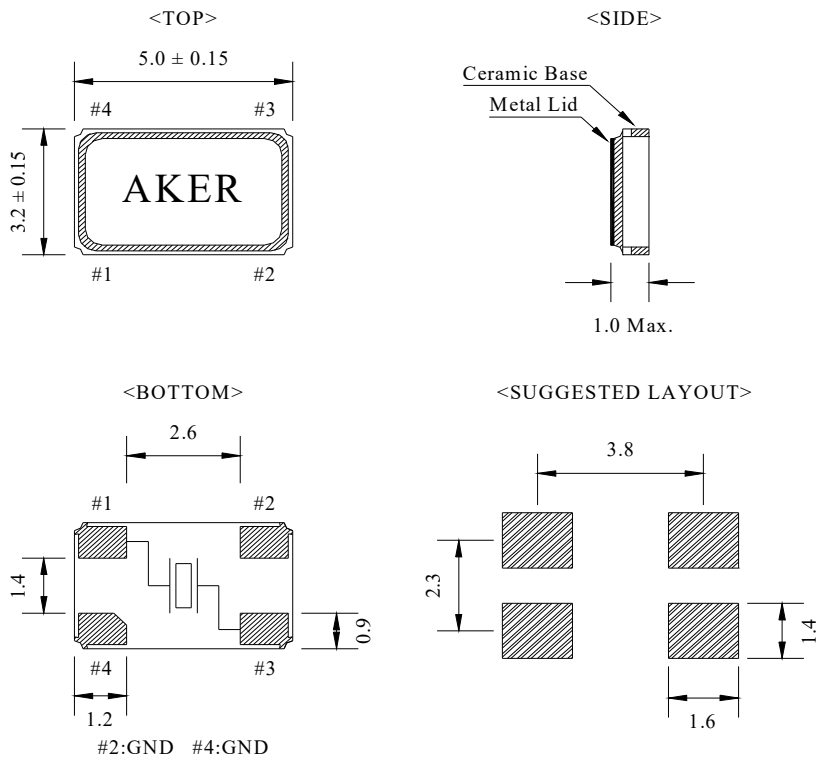 <TOP>
5.0 ± 0.15
#4 #3
3.2 ± 0.15
AKER
#1 #2
<SIDE>
Ceramic Base
Metal Lid
1.0 Max.
<BOTTOM>
2.6
#1 #2
1.4
0.9
#4 #3
1.2
#2:GND #4:GND
<SUGGESTED LAYOUT>
3.8
2.3
1.4
1.6